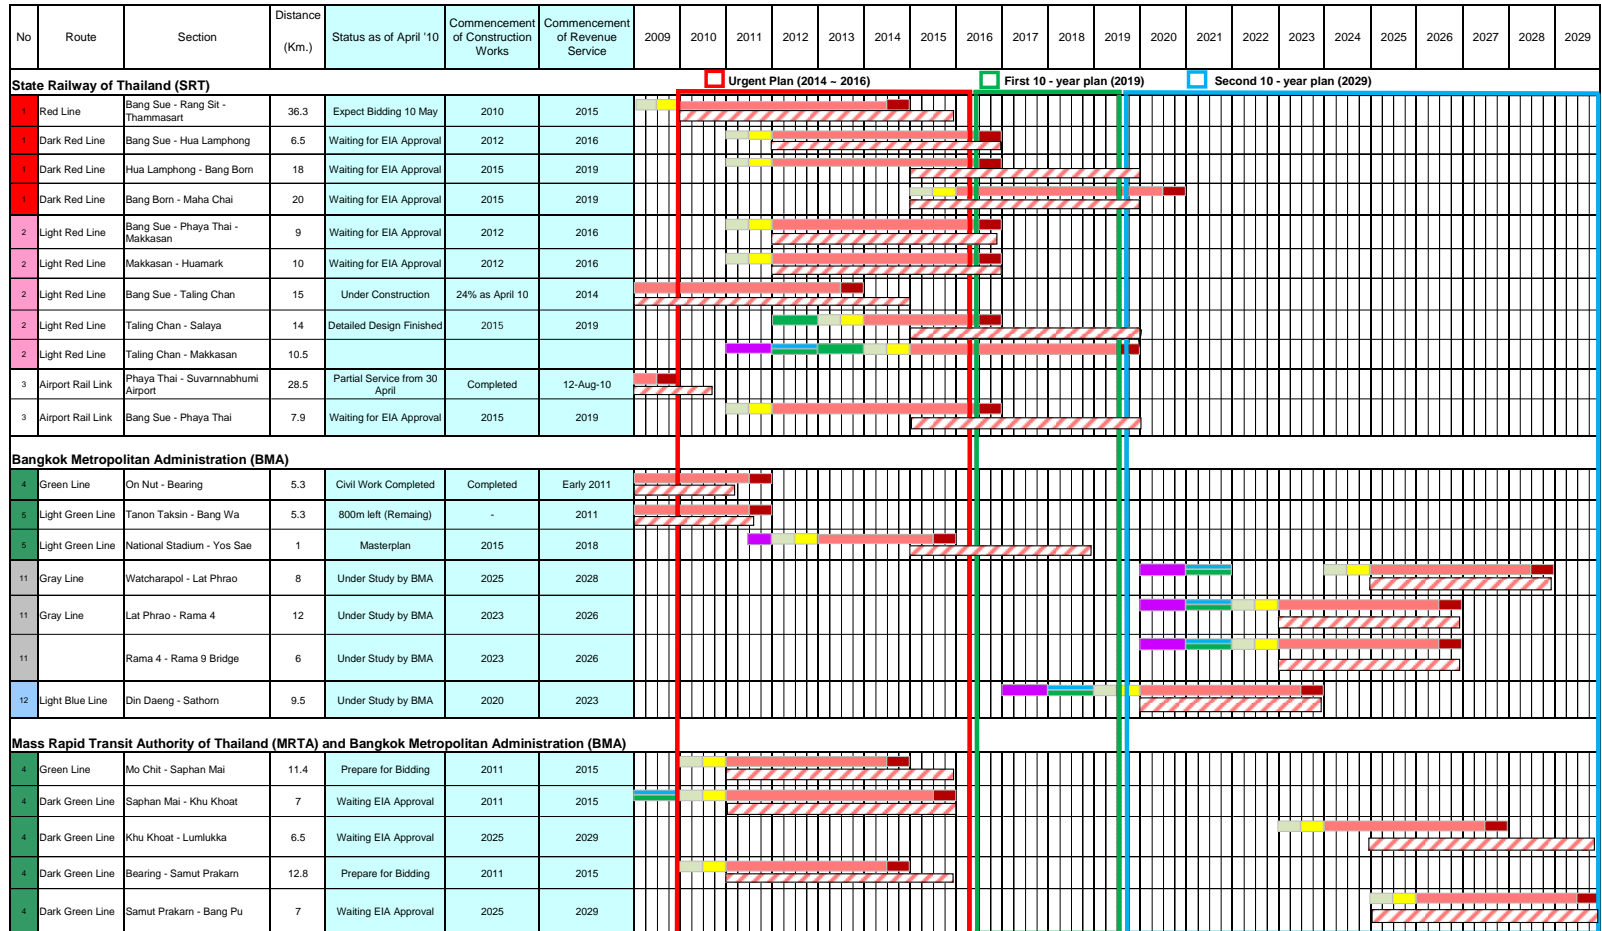 No Route Section Distance (Km.) Status as of April '10 Commencement of Construction Works Commencement of Revenue Service 2009 2010 2011 2012 2013 2014 2015 2016 2017 2018 2019 2020 2021 2022 2023 2024 2025 2026 2027 2028 2029
State Railway of Thailand (SRT) Urgent Plan (2014 ~ 2016) First 10 - year plan (2019) Second 10 - year plan (2029)
1 Red Line Bang Sue - Rang Sit - Thammasart 36.3 Expect Bidding 10 May 2010 2015
1 Dark Red Line Bang Sue - Hua Lamphong 6.5 Waiting for EIA Approval 2012 2016
1 Dark Red Line Hua Lamphong - Bang Born 18 Waiting for EIA Approval 2015 2019
1 Dark Red Line Bang Born - Maha Chai 20 Waiting for EIA Approval 2015 2019
2 Light Red Line Bang Sue - Phaya Thai - Makkasan 9 Waiting for EIA Approval 2012 2016
2 Light Red Line Makkasan - Huamark 10 Waiting for EIA Approval 2012 2016
2 Light Red Line Bang Sue - Taling Chan 15 Under Construction 24% as April 10 2014
2 Light Red Line Taling Chan - Salaya 14 Detailed Design Finished 2015 2019
2 Light Red Line Taling Chan - Makkasan 10.5
3 Airport Rail Link Phaya Thai - Suvarnnabhumi Airport 28.5 Partial Service from 30 April Completed 12-Aug-10
3 Airport Rail Link Bang Sue - Phaya Thai 7.9 Waiting for EIA Approval 2015 2019
Bangkok Metropolitan Administration (BMA)
4 Green Line On Nut - Bearing 5.3 Civil Work Completed Completed Early 2011
5 Light Green Line Tanon Taksin - Bang Wa 5.3 800m left (Remaing) - 2011
5 Light Green Line National Stadium - Yos Sae 1 Masterplan 2015 2018
11 Gray Line Watcharapol - Lat Phrao 8 Under Study by BMA 2025 2028
11 Gray Line Lat Phrao - Rama 4 12 Under Study by BMA 2023 2026
11 Rama 4 - Rama 9 Bridge 6 Under Study by BMA 2023 2026
12 Light Blue Line Din Daeng - Sathorn 9.5 Under Study by BMA 2020 2023
Mass Rapid Transit Authority of Thailand (MRTA) and Bangkok Metropolitan Administration (BMA)
4 Green Line Mo Chit - Saphan Mai 11.4 Prepare for Bidding 2011 2015
4 Dark Green Line Saphan Mai - Khu Khoat 7 Waiting EIA Approval 2011 2015
4 Dark Green Line Khu Khoat - Lumlukka 6.5 Waiting EIA Approval 2025 2029
4 Dark Green Line Bearing - Samut Prakarn 12.8 Prepare for Bidding 2011 2015
4 Dark Green Line Samut Prakarn - Bang Pu 7 Waiting EIA Approval 2025 2029